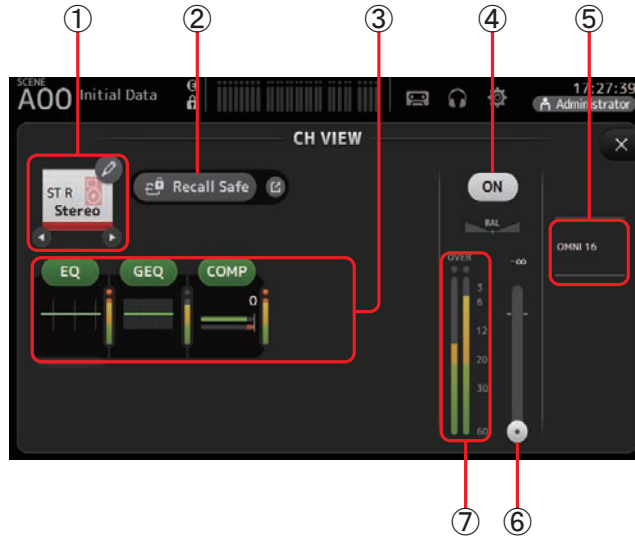 ① ② ③ ④ ⑤
SCENE
A00 Initial Data
17:27:39
Administrator
CH VIEW
ST R
Stereo
Recall Safe
ON
BAL
OMNI 16
EQ GEQ COMP
0
OVER -∞
3
6
12
20
30
60
⑦ ⑥